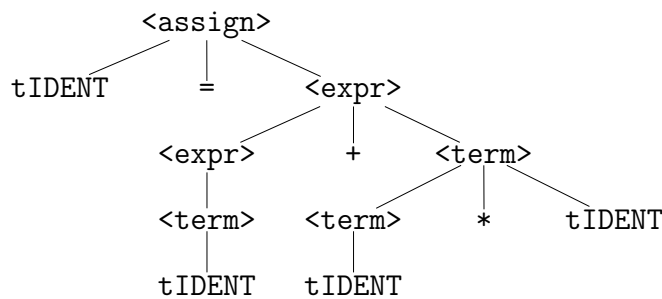 <assign>
tIDENT = <expr>
<expr> + <term>
<term> <term> * tIDENT
tIDENT tIDENT